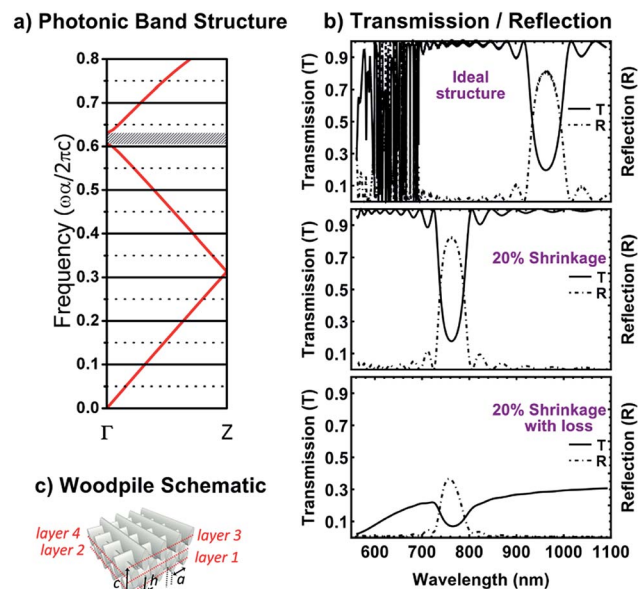 a) Photonic Band Structure
Frequency (ωα/2πc)
0.8
0.7
0.6
0.5
0.4
0.3
0.2
0.1
0.0
Γ Z
c) Woodpile Schematic
layer 4
layer 2
layer 3
layer 1
c h a
b) Transmission / Reflection
Transmission (T)
0.9
0.7
0.5
0.3
0.1
Ideal
structure
T
R
Reflection (R)
Transmission (T)
0.9
0.7
0.5
0.3
0.1
20% Shrinkage
T
R
Reflection (R)
Transmission (T)
0.9
0.7
0.5
0.3
0.1
20% Shrinkage
with loss
T
R
Reflection (R)
600 700 800 900 1000 1100
Wavelength (nm)